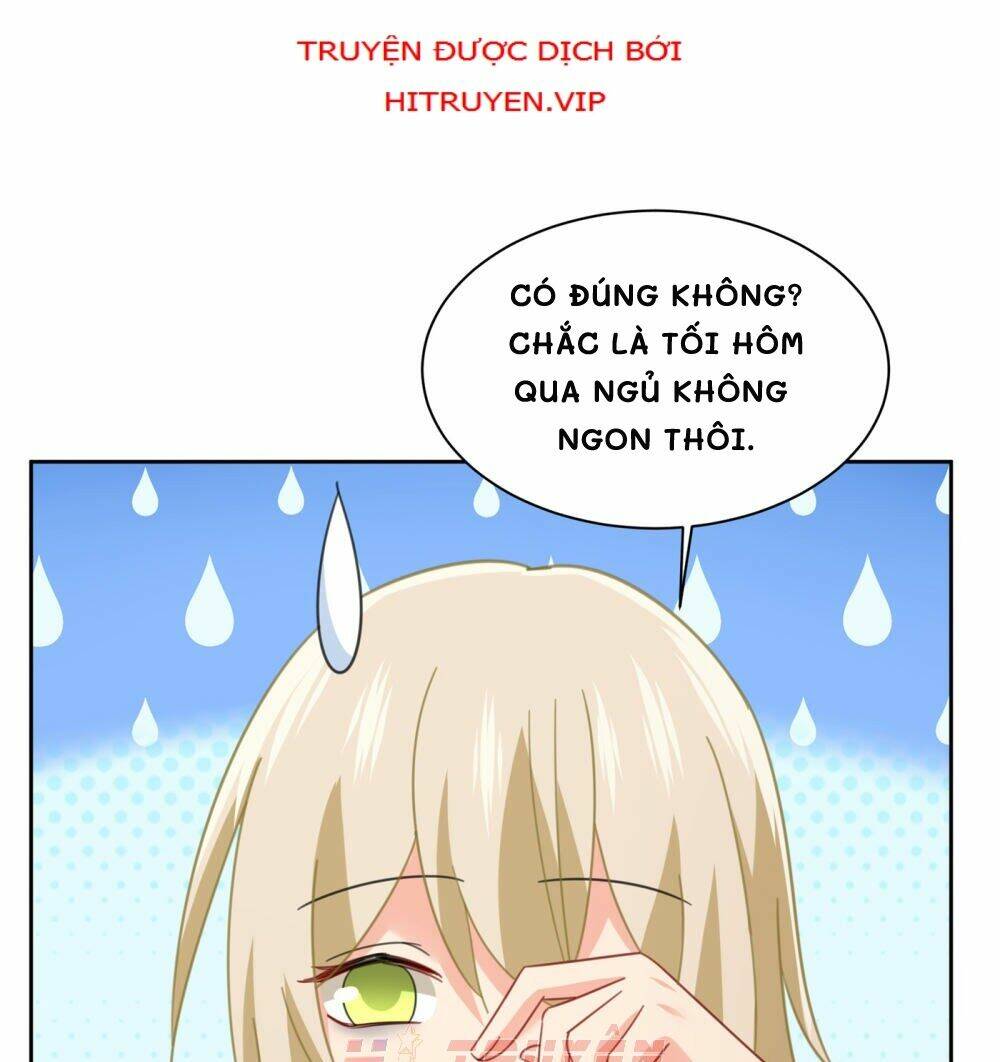 TRUYỆN ĐƯỢC DỊCH BỞI
HITRUYEN.VIP
CÓ ĐÚNG KHÔNG?
CHẮC LÀ TỐI HÔM
QUA NGỦ KHÔNG
NGON THÔI.